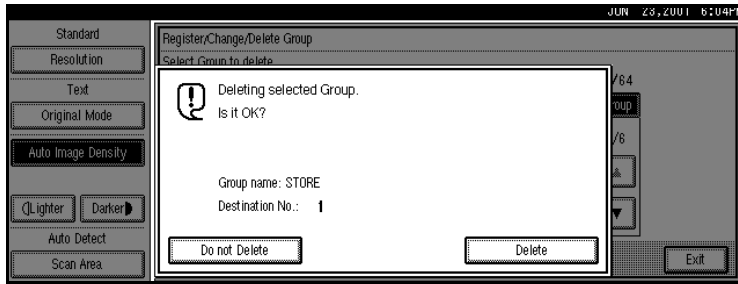 JUN 23,2001 6:04PM
Standard
Resolution
Text
Original Mode
Auto Image Density
Lighter
Darker
Auto Detect
Scan Area
Register/Change/Delete Group
Select Group to delete
/64
roup
/6
Deleting selected Group.
Is it OK?
Group name: STORE
Destination No.: 1
Do not Delete
Delete
Exit